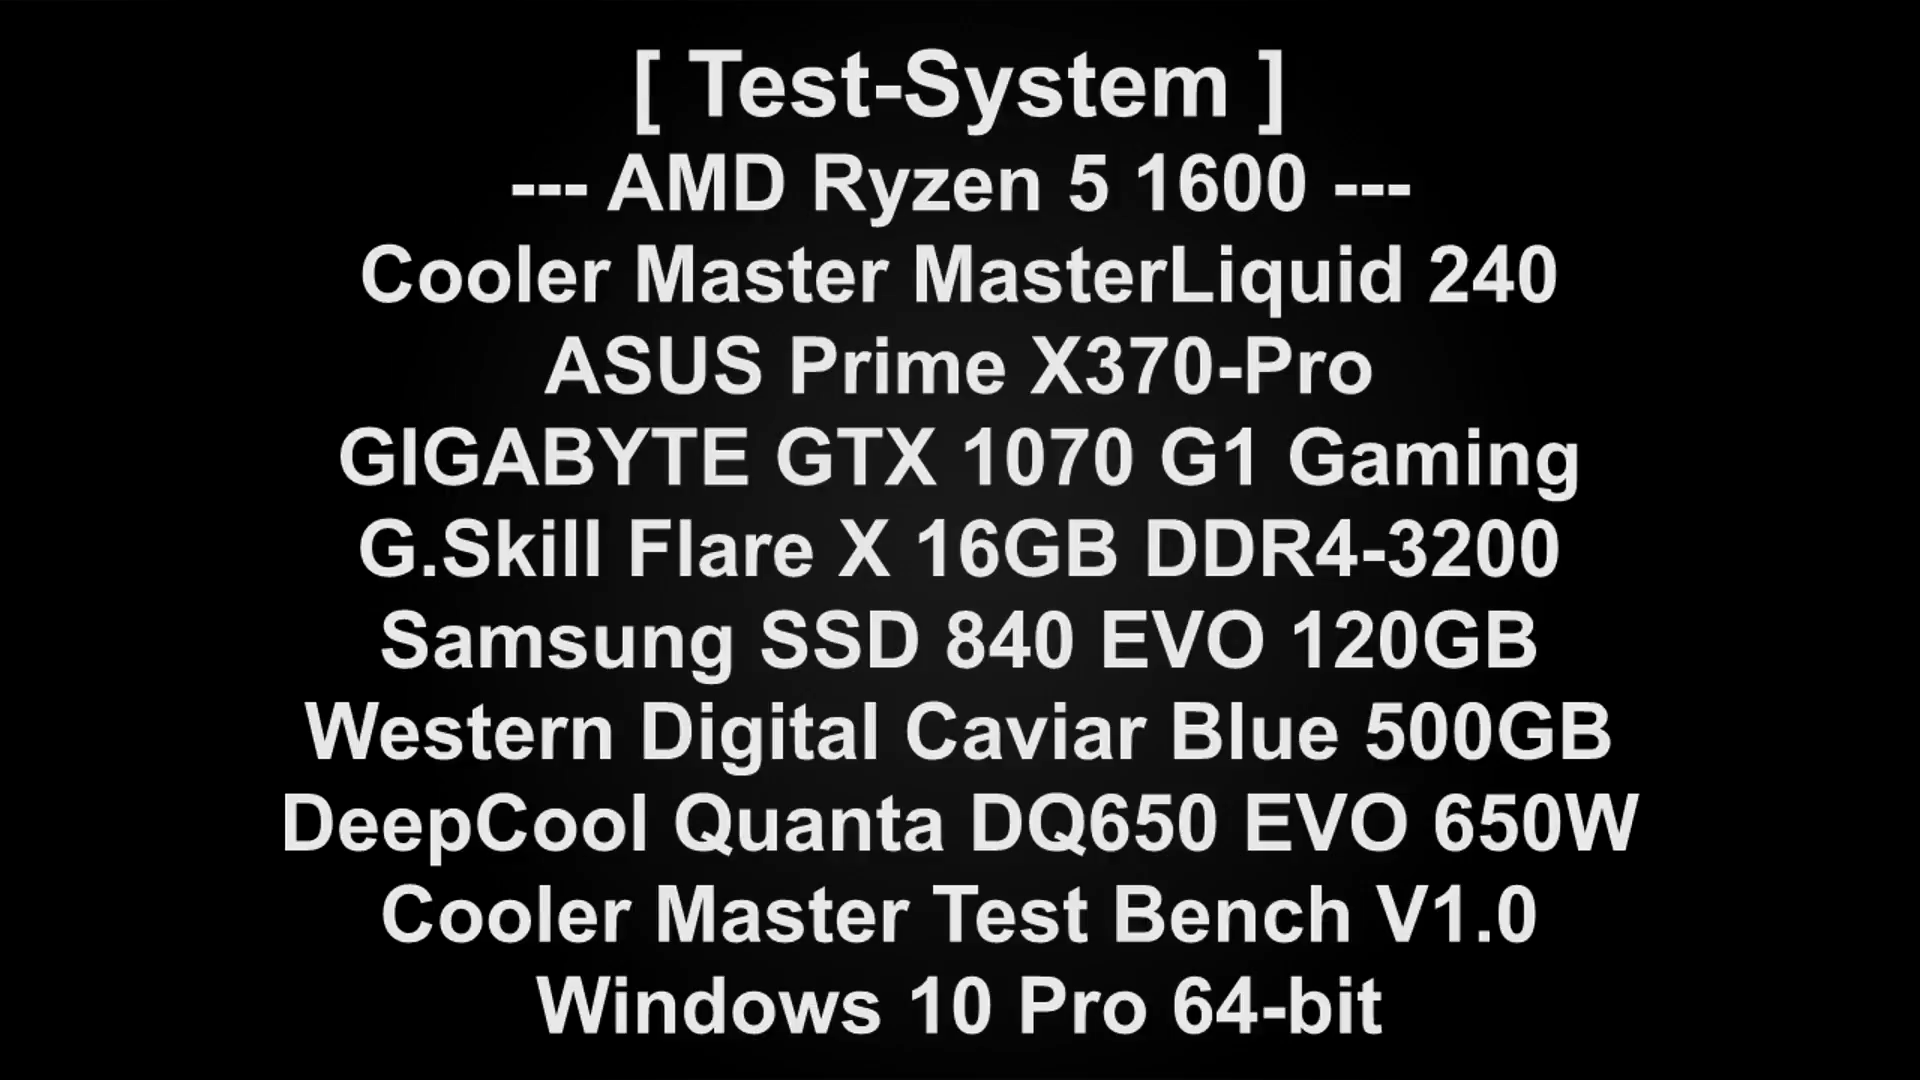 [ Test-System ]
--- AMD Ryzen 5 1600 ---
Cooler Master MasterLiquid 240
ASUS Prime X370-Pro
GIGABYTE GTX 1070 G1 Gaming
G.Skill Flare X 16GB DDR4-3200
Samsung SSD 840 EVO 120GB
Western Digital Caviar Blue 500GB
DeepCool Quanta DQ650 EVO 650W
Cooler Master Test Bench V1.0
Windows 10 Pro 64-bit